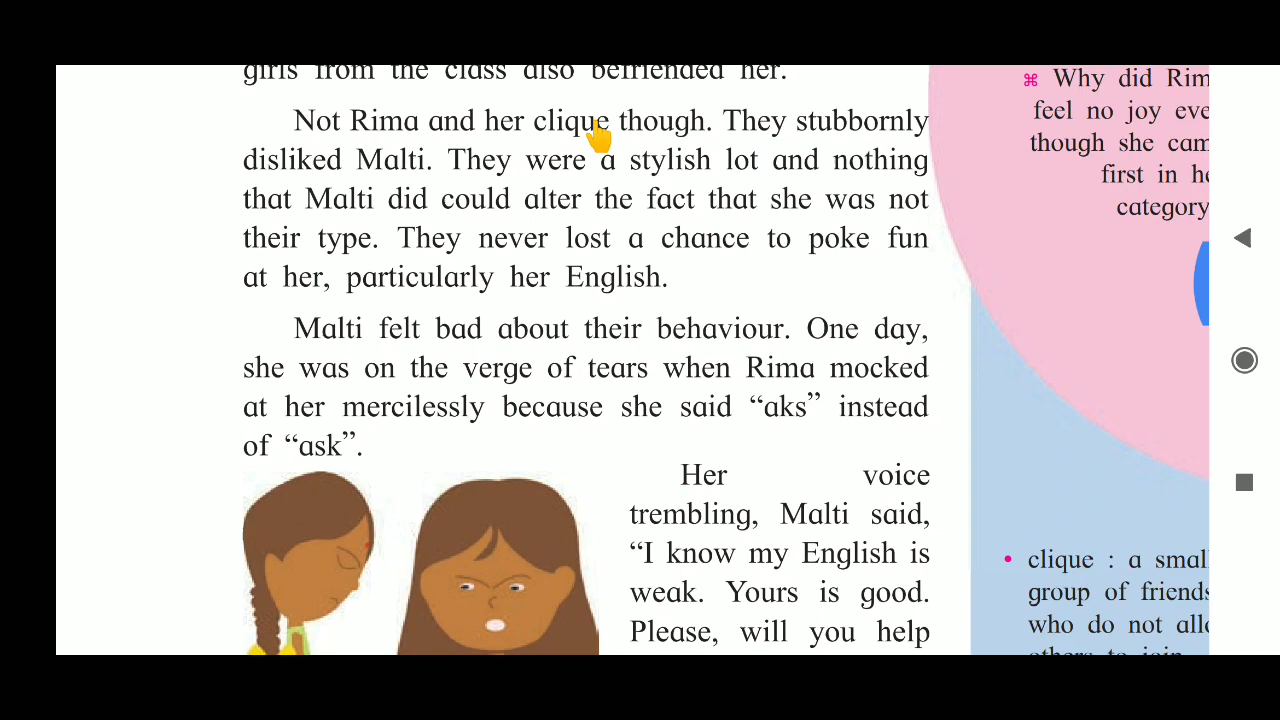 girls from the class also befriended her.
Not Rima and her clique though. They stubbornly
disliked Malti. They were a stylish lot and nothing
that Malti did could alter the fact that she was not
their type. They never lost a chance to poke fun
at her, particularly her English.
Malti felt bad about their behaviour. One day,
she was on the verge of tears when Rima mocked
at her mercilessly because she said “aks” instead
of “ask”.
Her voice
trembling, Malti said,
“I know my English is
weak. Yours is good.
Please, will you help
⌘ Why did Rim
feel no joy eve
though she cam
first in he
category
• clique : a small
group of friends
who do not allo
others to join